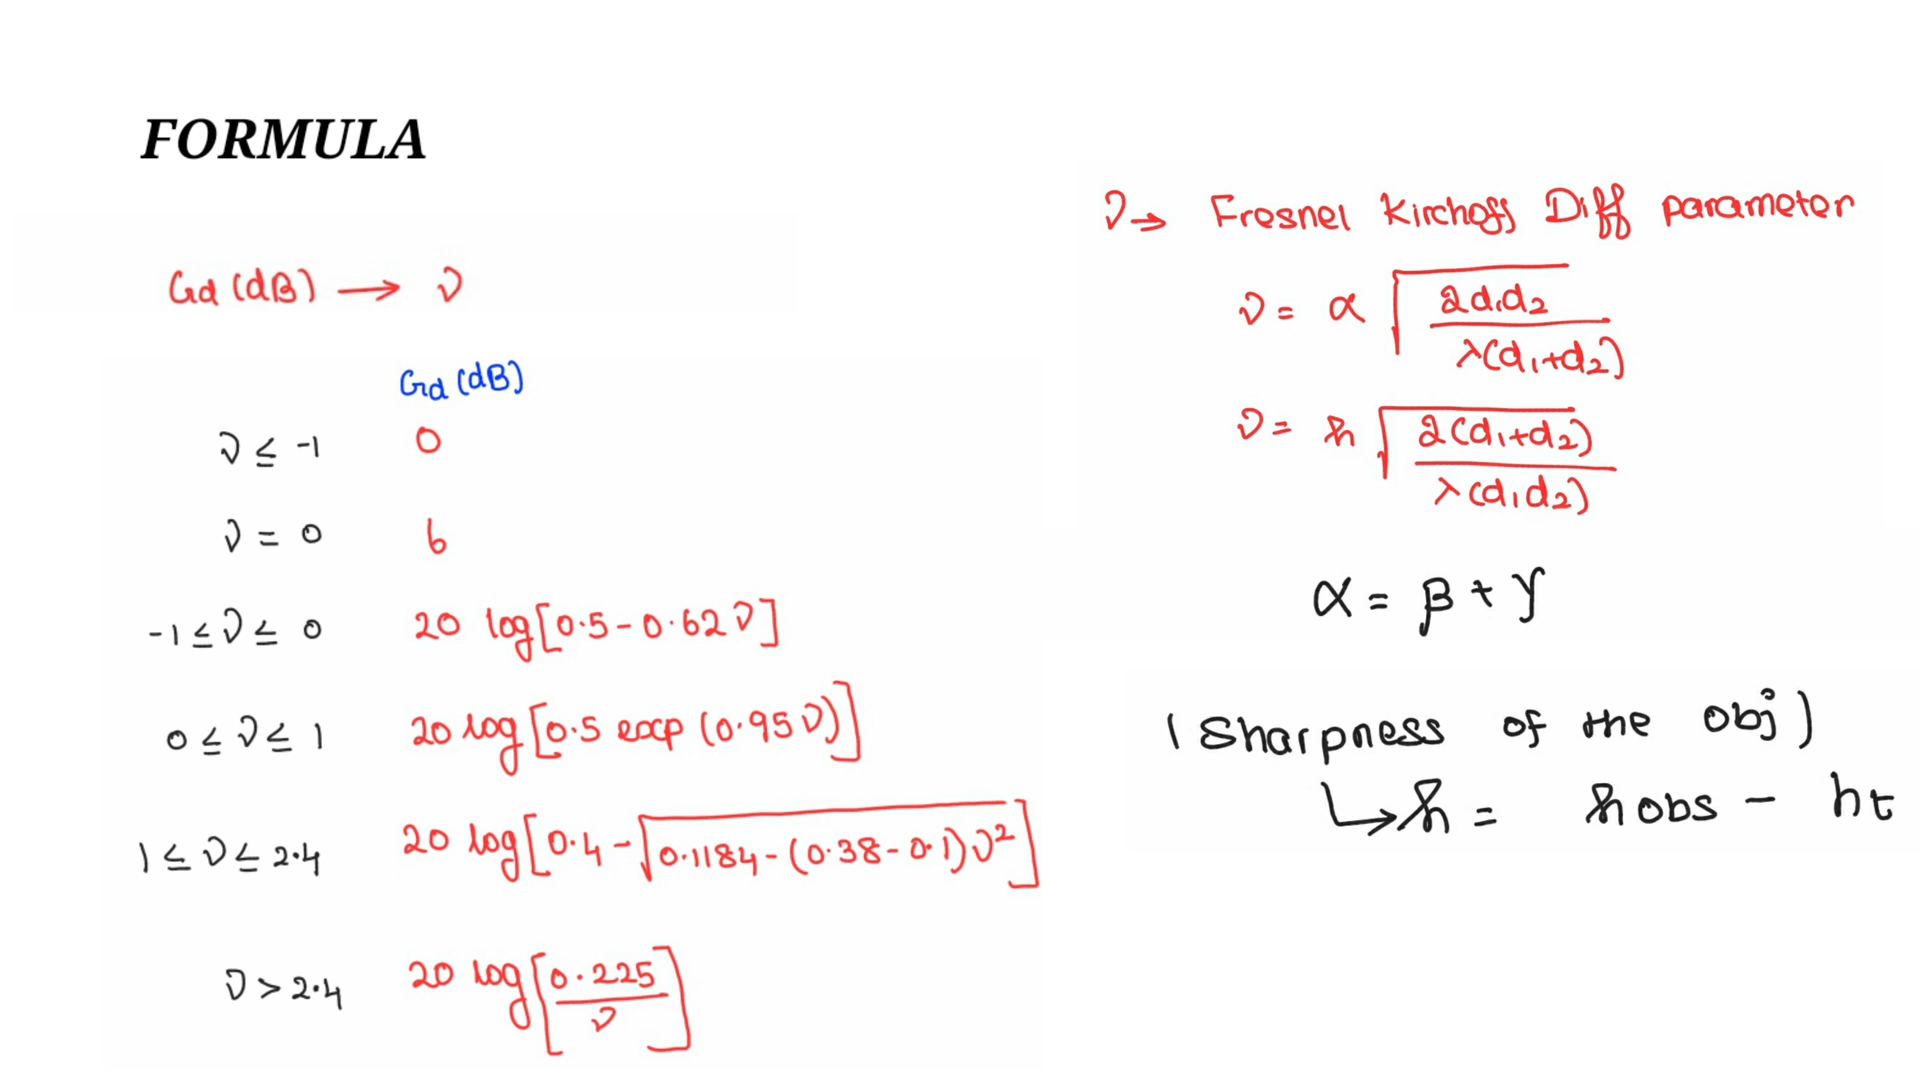 FORMULA
Gd (dB) → ν
Gd (dB)
ν ≤ -1 0
ν = 0 6
-1 ≤ ν ≤ 0 20 log[0.5 - 0.62 ν]
0 ≤ ν ≤ 1 20 log[0.5 exp (0.95 ν)]
1 ≤ ν ≤ 2.4 20 log[0.4 - √(0.1184 - (0.38 - 0.1)ν²)]
ν > 2.4 20 log[0.225/ν]
ν → Fresnel Kirchoff Diff parameter
ν = α √(2d1d2 / λ(d1+d2))
ν = h √(2(d1+d2) / λ(d1d2))
α = β + γ
(Sharpness of the obj)
↳ h = hobs - ht